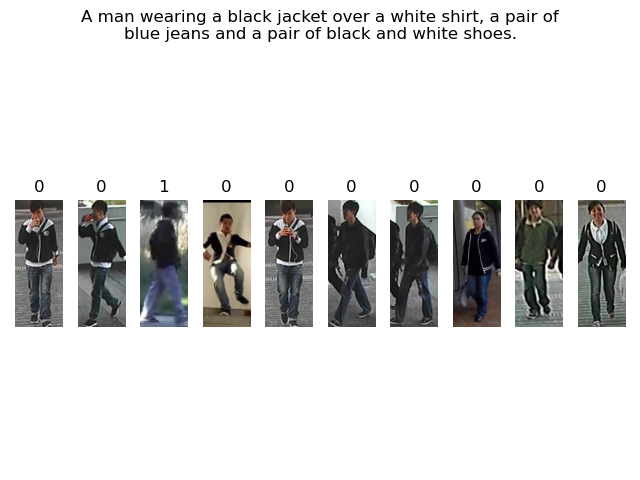 A man wearing a black jacket over a white shirt, a pair of
blue jeans and a pair of black and white shoes.
0 0 1 0 0 0 0 0 0 0